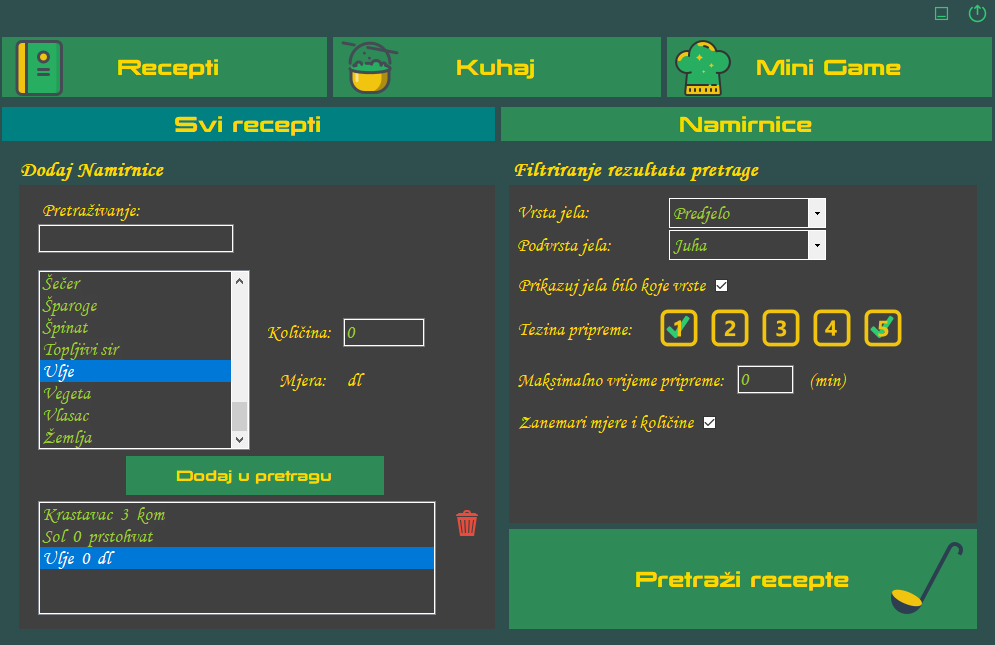 Recepti
Kuhaj
Mini Game
Svi recepti
Namirnice
Dodaj Namirnice
Pretraživanje:
Šečer
Šparoge
Špinat
Topljivi sir
Ulje
Vegeta
Vlasac
Žemlja
Količina: 0
Mjera: dl
Dodaj u pretragu
Krastavac 3 kom
Sol 0 prstohvat
Ulje 0 dl
Filtriranje rezultata pretrage
Vrsta jela: Predjelo
Podvrsta jela: Juha
Prikazuj jela bilo koje vrste
Tezina pripreme: 1 2 3 4 5
Maksimalno vrijeme pripreme: 0 (min)
Zanemari mjere i količine
Pretraži recepte